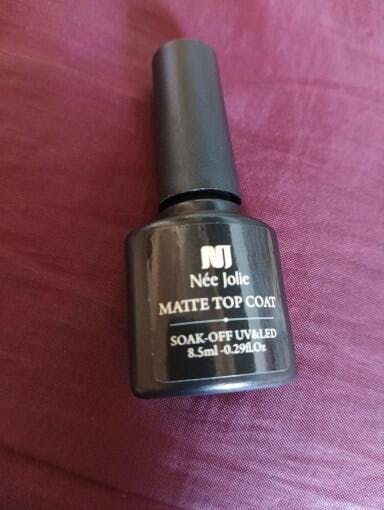 NJ
Née Jolie
MATTE TOP COAT
SOAK-OFF UV&LED
8.5ml -0.29fl.Oz